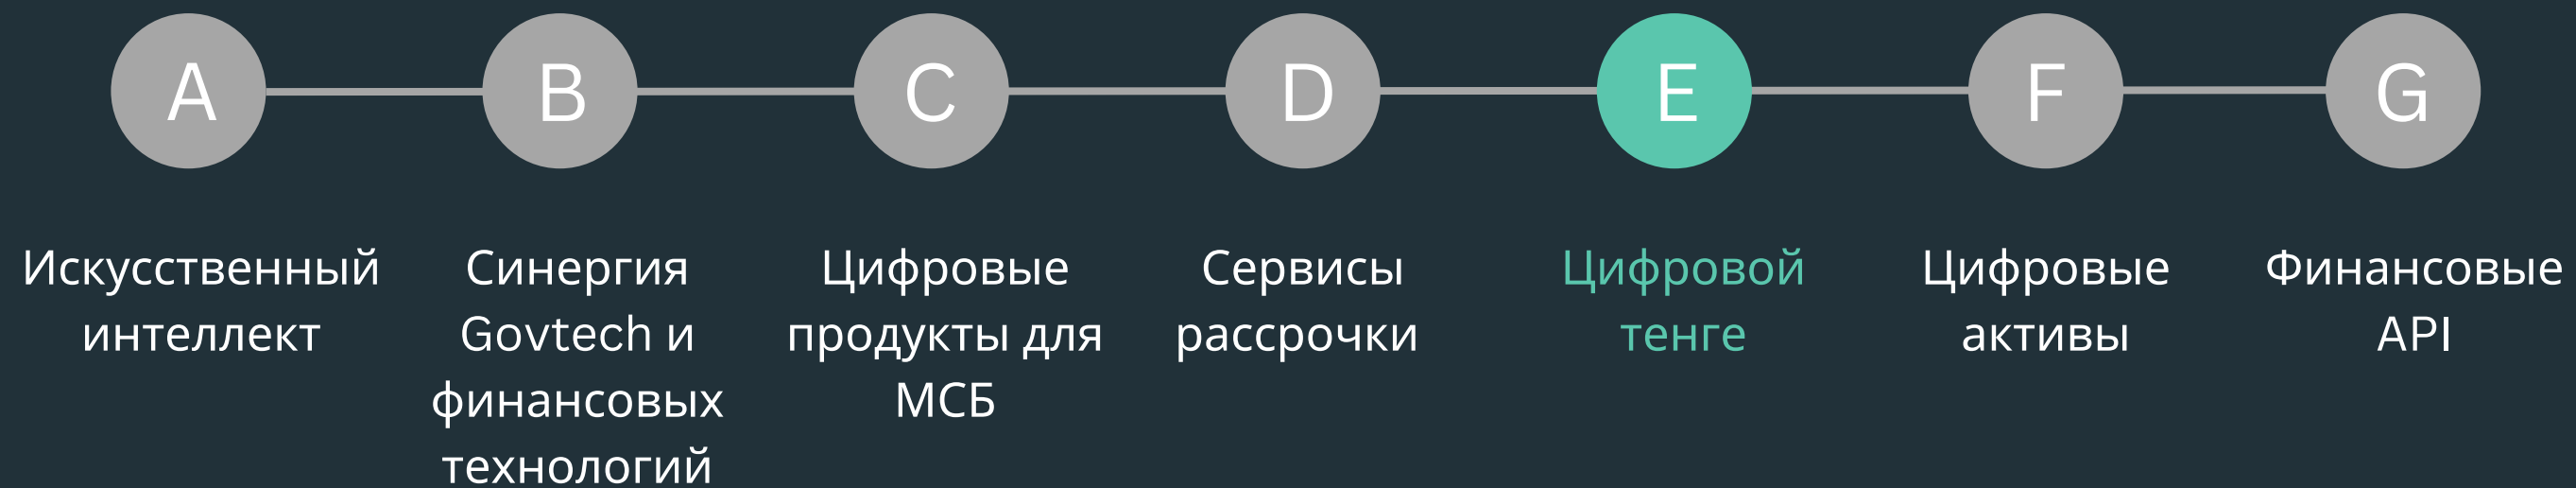 A
B
C
D
E
F
G
Искусственный
интеллект
Синергия
Govtech и
финансовых
технологий
Цифровые
продукты для
МСБ
Сервисы
рассрочки
Цифровой
тенге
Цифровые
активы
Финансовые
API